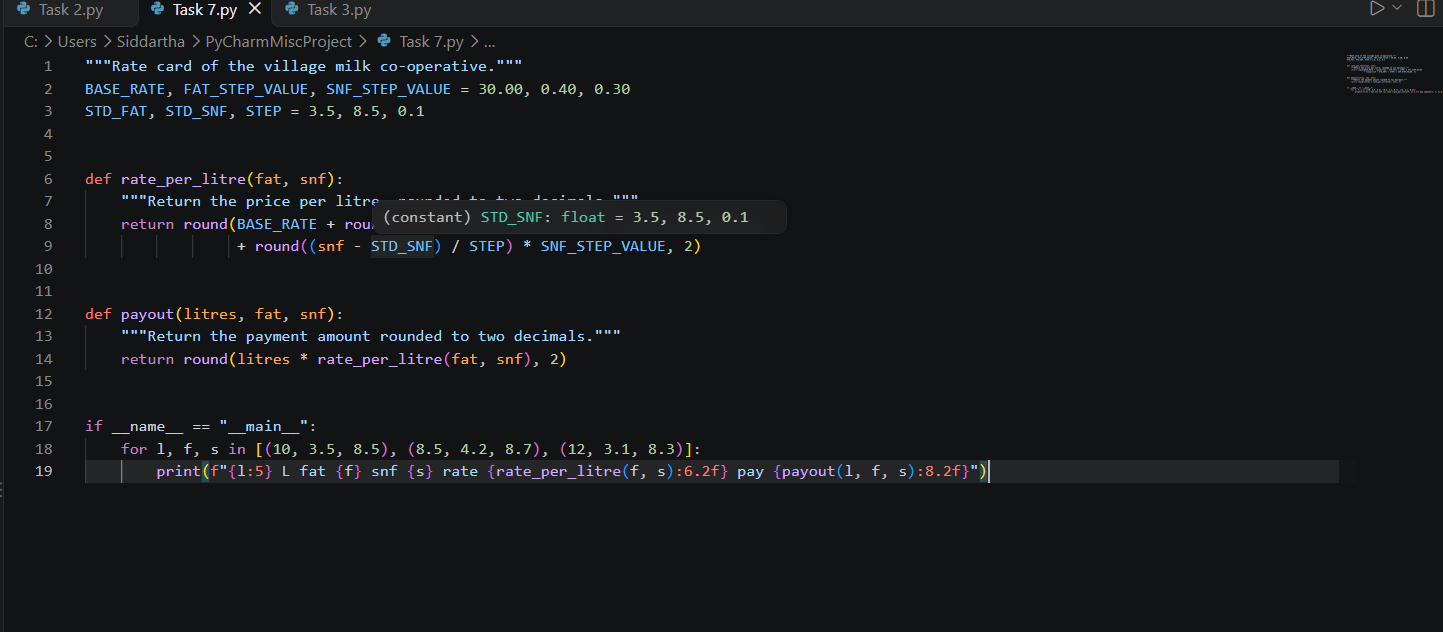 Task 2.py Task 7.py Task 3.py
C: > Users > Siddartha > PyCharmMiscProject > Task 7.py > ...
1 """Rate card of the village milk co-operative."""
2 BASE_RATE, FAT_STEP_VALUE, SNF_STEP_VALUE = 30.00, 0.40, 0.30
3 STD_FAT, STD_SNF, STEP = 3.5, 8.5, 0.1
4
5
6 def rate_per_litre(fat, snf):
7 """Return the price per litre, rounded to two decimals."""
(constant) STD_SNF: float = 3.5, 8.5, 0.1
8 return round(BASE_RATE + rou
9 + round((snf - STD_SNF) / STEP) * SNF_STEP_VALUE, 2)
10
11
12 def payout(litres, fat, snf):
13 """Return the payment amount rounded to two decimals."""
14 return round(litres * rate_per_litre(fat, snf), 2)
15
16
17 if __name__ == "__main__":
18 for l, f, s in [(10, 3.5, 8.5), (8.5, 4.2, 8.7), (12, 3.1, 8.3)]:
19 print(f"{l:5} L fat {f} snf {s} rate {rate_per_litre(f, s):6.2f} pay {payout(l, f, s):8.2f}")